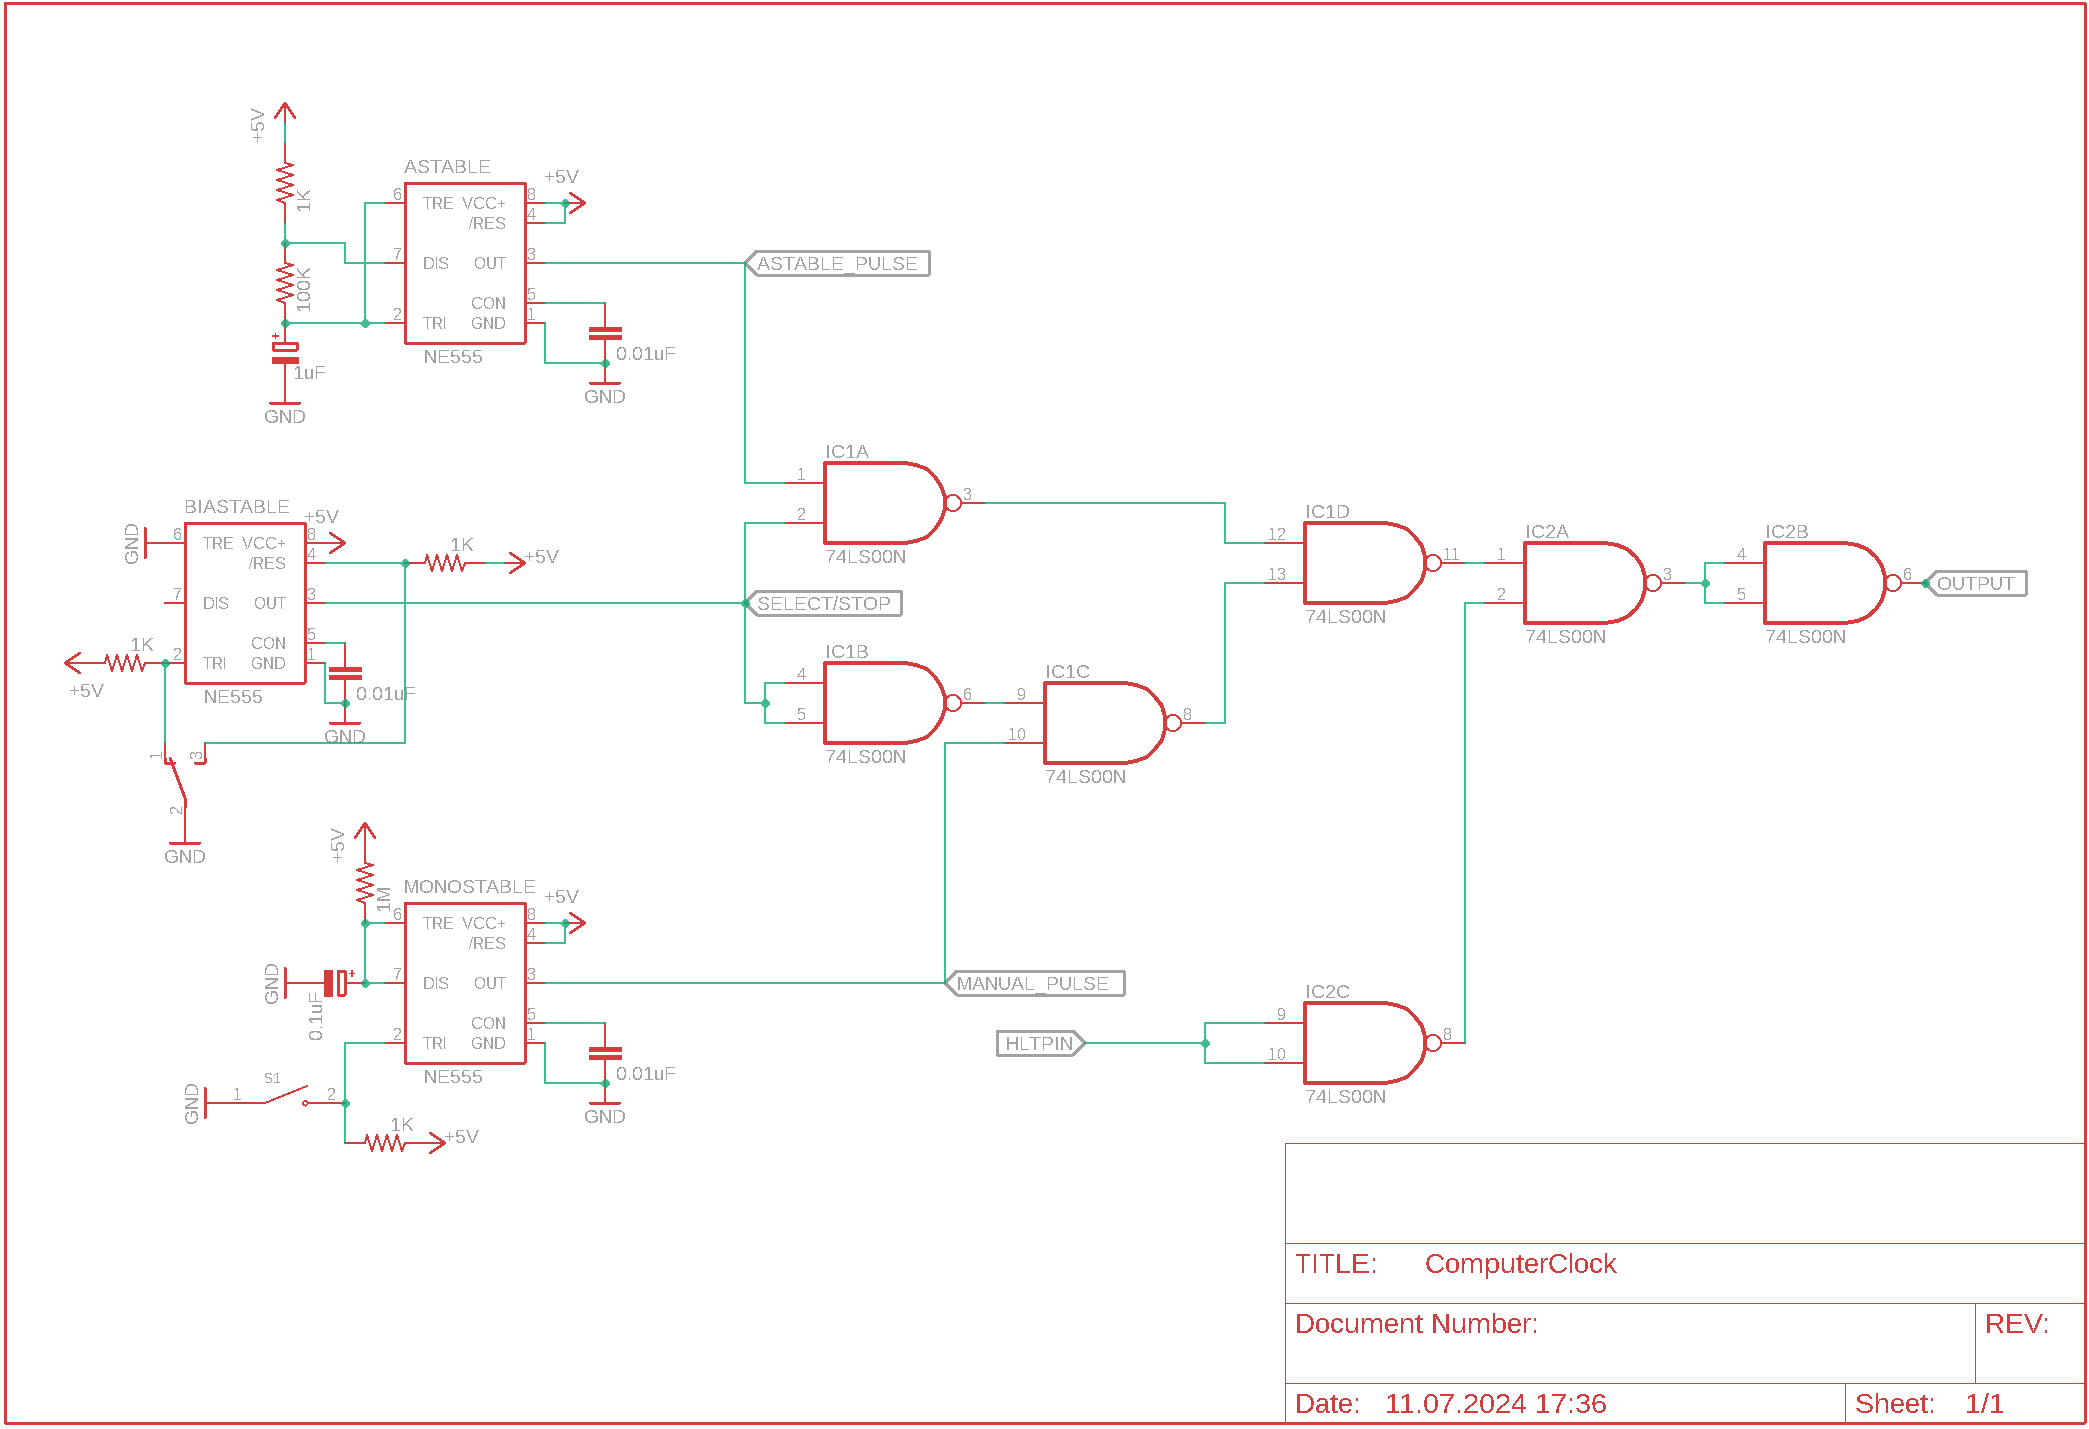 +5V
1K
100K
+
1uF
GND
ASTABLE
6 TRE VCC+ 8
/RES 4
7 DIS OUT 3
CON 5
2 TRI GND 1
NE555
+5V
0.01uF
GND
ASTABLE_PULSE
BIASTABLE
+5V
GND
6 TRE VCC+ 8
/RES 4
7 DIS OUT 3
CON 5
2 TRI GND 1
NE555
1K
+5V
1K
+5V
0.01uF
GND
1
3
2
GND
SELECT/STOP
IC1A
1
2
3
74LS00N
IC1B
4
5
6
74LS00N
IC1C
9
10
8
74LS00N
IC1D
12
13
11
74LS00N
IC2A
1
2
3
74LS00N
IC2B
4
5
6
74LS00N
OUTPUT
+5V
1M
MONOSTABLE
+5V
6 TRE VCC+ 8
/RES 4
7 DIS OUT 3
CON 5
2 TRI GND 1
NE555
GND
+
0.1uF
S1
GND
1
2
1K
+5V
0.01uF
GND
MANUAL_PULSE
HLTPIN
IC2C
9
10
8
74LS00N
TITLE: ComputerClock
Document Number:
REV:
Date: 11.07.2024 17:36
Sheet: 1/1